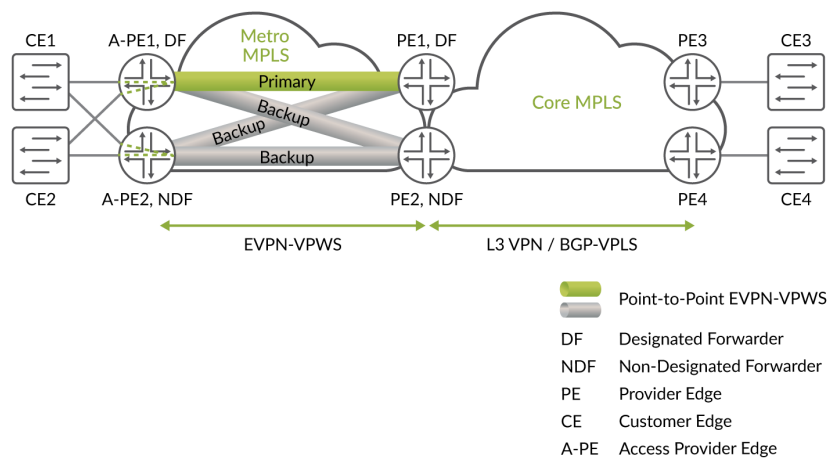 CE1
A-PE1, DF
Metro
MPLS
PE1, DF
PE3
CE3
Primary
Backup
Backup
Backup
Core MPLS
CE2
A-PE2, NDF
PE2, NDF
PE4
CE4
EVPN-VPWS
L3 VPN / BGP-VPLS
Point-to-Point EVPN-VPWS
DF Designated Forwarder
NDF Non-Designated Forwarder
PE Provider Edge
CE Customer Edge
A-PE Access Provider Edge